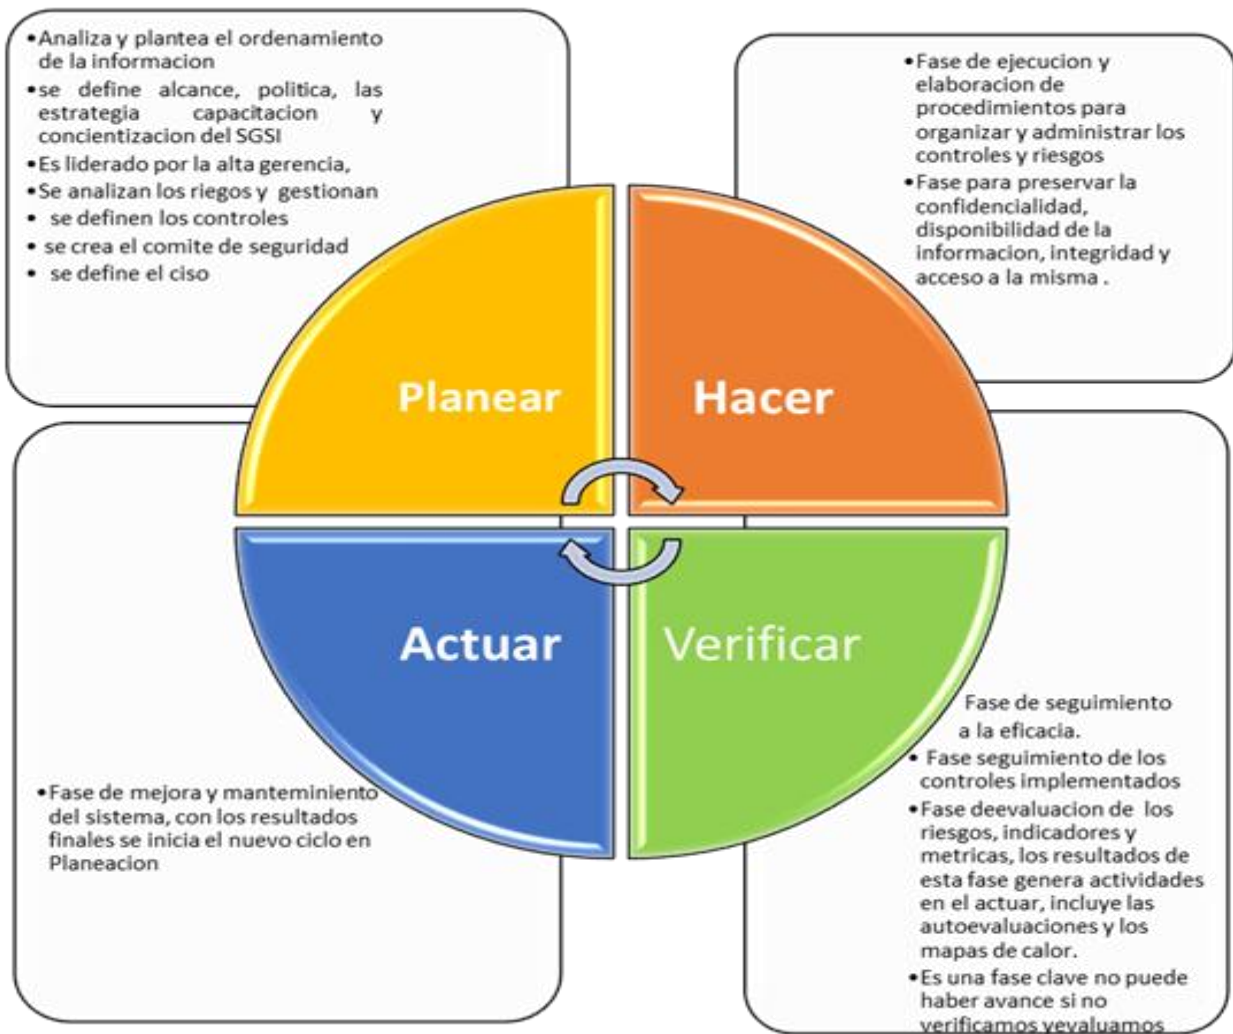 •Analiza y plantea el ordenamiento
de la informacion
•se define alcance, politica, las
estrategia capacitacion y
concientizacion del SGSI
•Es liderado por la alta gerencia,
•Se analizan los riegos y gestionan
• se definen los controles
• se crea el comite de seguridad
• se define el ciso
•Fase de ejecucion y
elaboracion de
procedimientos para
organizar y administrar los
controles y riesgos
•Fase para preservar la
confidencialidad,
disponibilidad de la
informacion, integridad y
acceso a la misma .
Planear
Hacer
Actuar
Verificar
•Fase de mejora y manteminiento
del sistema, con los resultados
finales se inicia el nuevo ciclo en
Planeacion
Fase de seguimiento
a la eficacia.
• Fase seguimiento de los
controles implementados
•Fase deevaluacion de los
riesgos, indicadores y
metricas, los resultados de
esta fase genera actividades
en el actuar, incluye las
autoevaluaciones y los
mapas de calor.
•Es una fase clave no puede
haber avance si no
verificamos yevaluamos